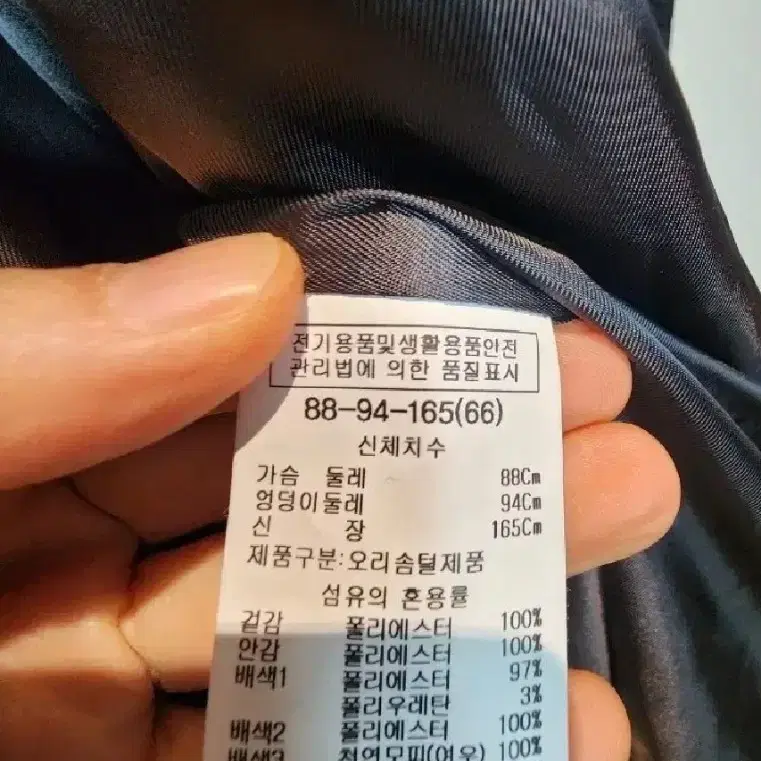 전기용품및생활용품안전
관리법에 의한 품질표시
88-94-165(66)
신체치수
가슴 둘레 88Cm
엉덩이둘레 94Cm
신 장 165Cm
제품구분:오리솜털제품
섬유의 혼용률
겉감 폴리에스터 100%
안감 폴리에스터 100%
배색1 폴리에스터 97%
폴리우레탄 3%
배색2 폴리에스터 100%
배색3 천연모피(여우) 100%